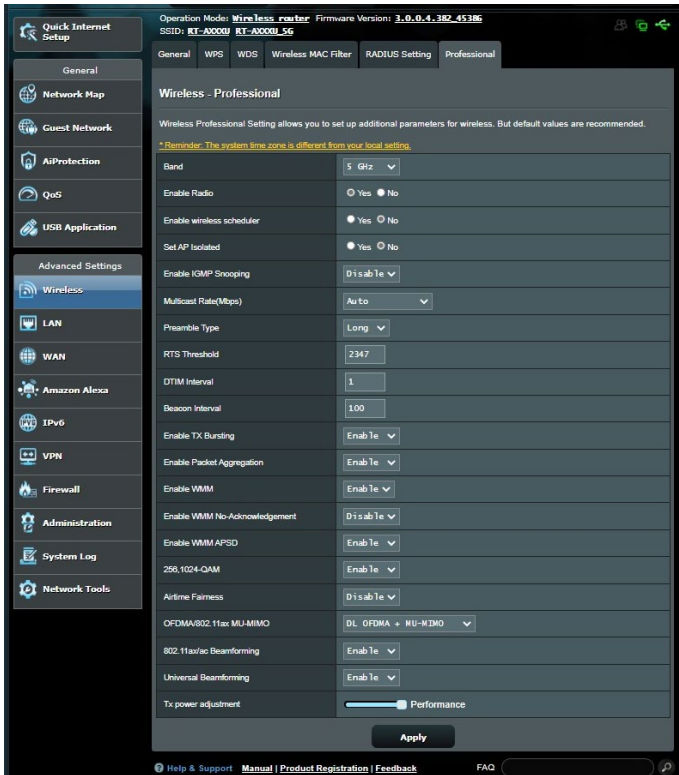 Quick Internet
Setup
General
Network Map
Guest Network
AiProtection
QoS
USB Application
Advanced Settings
Wireless
LAN
WAN
Amazon Alexa
IPv6
VPN
Firewall
Administration
System Log
Network Tools
Operation Mode: Wireless router Firmware Version: 3.0.0.4.382_45386
SSID: RT-AXXXU RT-AXXXU_5G
General WPS WDS Wireless MAC Filter RADIUS Setting Professional
Wireless - Professional
Wireless Professional Setting allows you to set up additional parameters for wireless. But default values are recommended.
* Reminder: The system time zone is different from your local setting.
Band 5 GHz
Enable Radio Yes No
Enable wireless scheduler Yes No
Set AP Isolated Yes No
Enable IGMP Snooping Disable
Multicast Rate(Mbps) Auto
Preamble Type Long
RTS Threshold 2347
DTIM Interval 1
Beacon Interval 100
Enable TX Bursting Enable
Enable Packet Aggregation Enable
Enable WMM Enable
Enable WMM No-Acknowledgement Disable
Enable WMM APSD Enable
256,1024-QAM Enable
Airtime Fairness Disable
OFDMA/802.11ax MU-MIMO DL OFDMA + MU-MIMO
802.11ax/ac Beamforming Enable
Universal Beamforming Enable
Tx power adjustment Performance
Apply
Help & Support Manual | Product Registration | Feedback FAQ